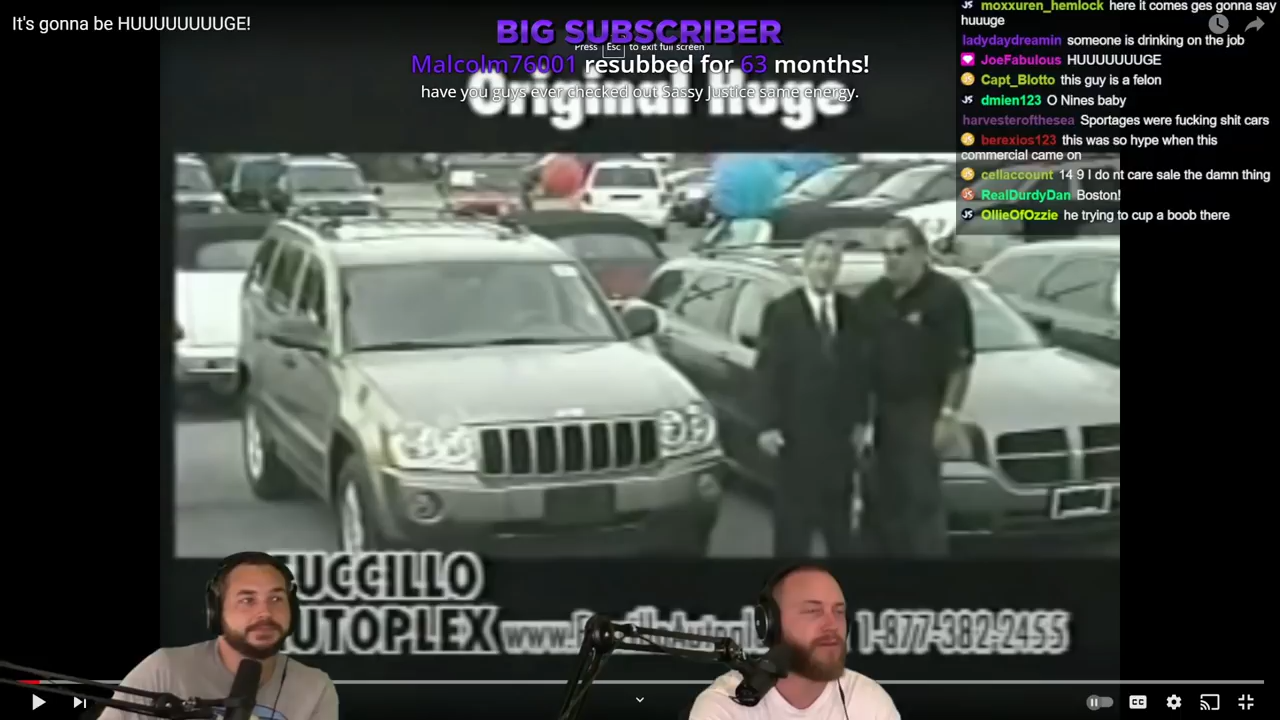 It's gonna be HUUUUUUUUGE!
BIG SUBSCRIBER
Press Esc to exit full screen
Malcolm76001 resubbed for 63 months!
have you guys ever checked out Sassy Justice same energy.
Original Huge
moxxuren_hemlock here it comes ges gonna say
huuuge
ladydaydreamin someone is drinking on the job
JoeFabulous HUUUUUUUGE
Capt_Blotto this guy is a felon
dmien123 O Nines baby
harvesterofthesea Sportages were fucking shit cars
berexios123 this was so hype when this
commercial came on
cellaccount 14 9 I do nt care sale the damn thing
RealDurdyDan Boston!
OllieOfOzzie he trying to cup a boob there
UCCILLO
UTOPLEX www. 1-877-382-2455
CC